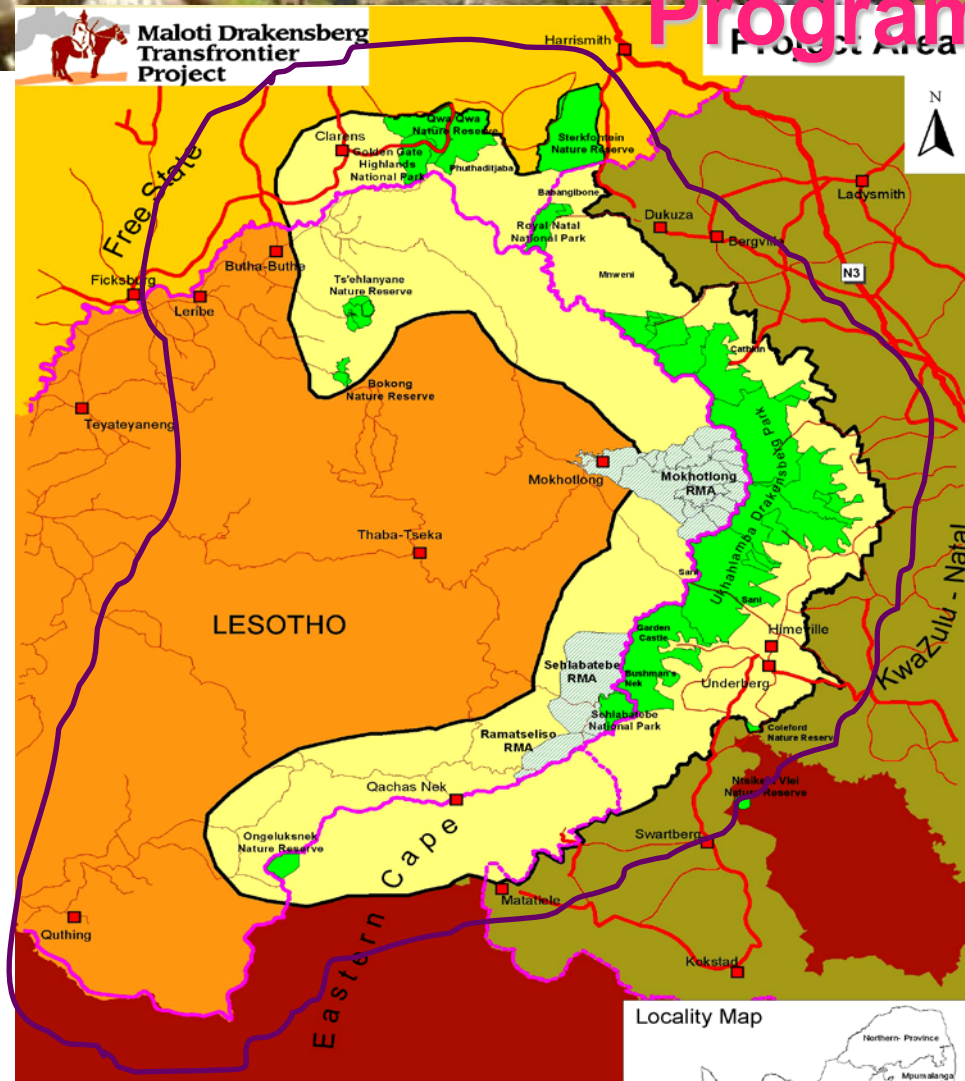 Program
Maloti Drakensberg
Transfrontier
Project
Project Area
N
Harrismith
Free State
Clarens
Qwa Qwa
Nature Reserve
Golden Gate
Highlands
National Park
Phuthaditjaba
Sterkfontein
Nature Reserve
Ladysmith
Babangibone
Royal Natal
National Park
Dukuza
Bergville
Butha-Buthe
Ficksburg
Leribe
Ts'ehlanyane
Nature Reserve
Mnweni
N3
Cathkin
Bokong
Nature Reserve
Teyateyaneng
Mokhotlong
Mokhotlong
RMA
Ukhahlamba Drakensberg Park
Thaba-Tseka
Sani
Sani
LESOTHO
KwaZulu - Natal
Garden
Castle
Himeville
Sehlabatebe
RMA
Bushman's
Nek
Underberg
Sehlabatebe
National Park
Ramatseliso
RMA
Coleford
Nature Reserve
Qachas Nek
Nature Reserve
Swartberg
Ongeluksnek
Nature Reserve
Eastern Cape
Matatiele
Quthing
Kokstad
Locality Map
Northern- Province
Mpumalanga